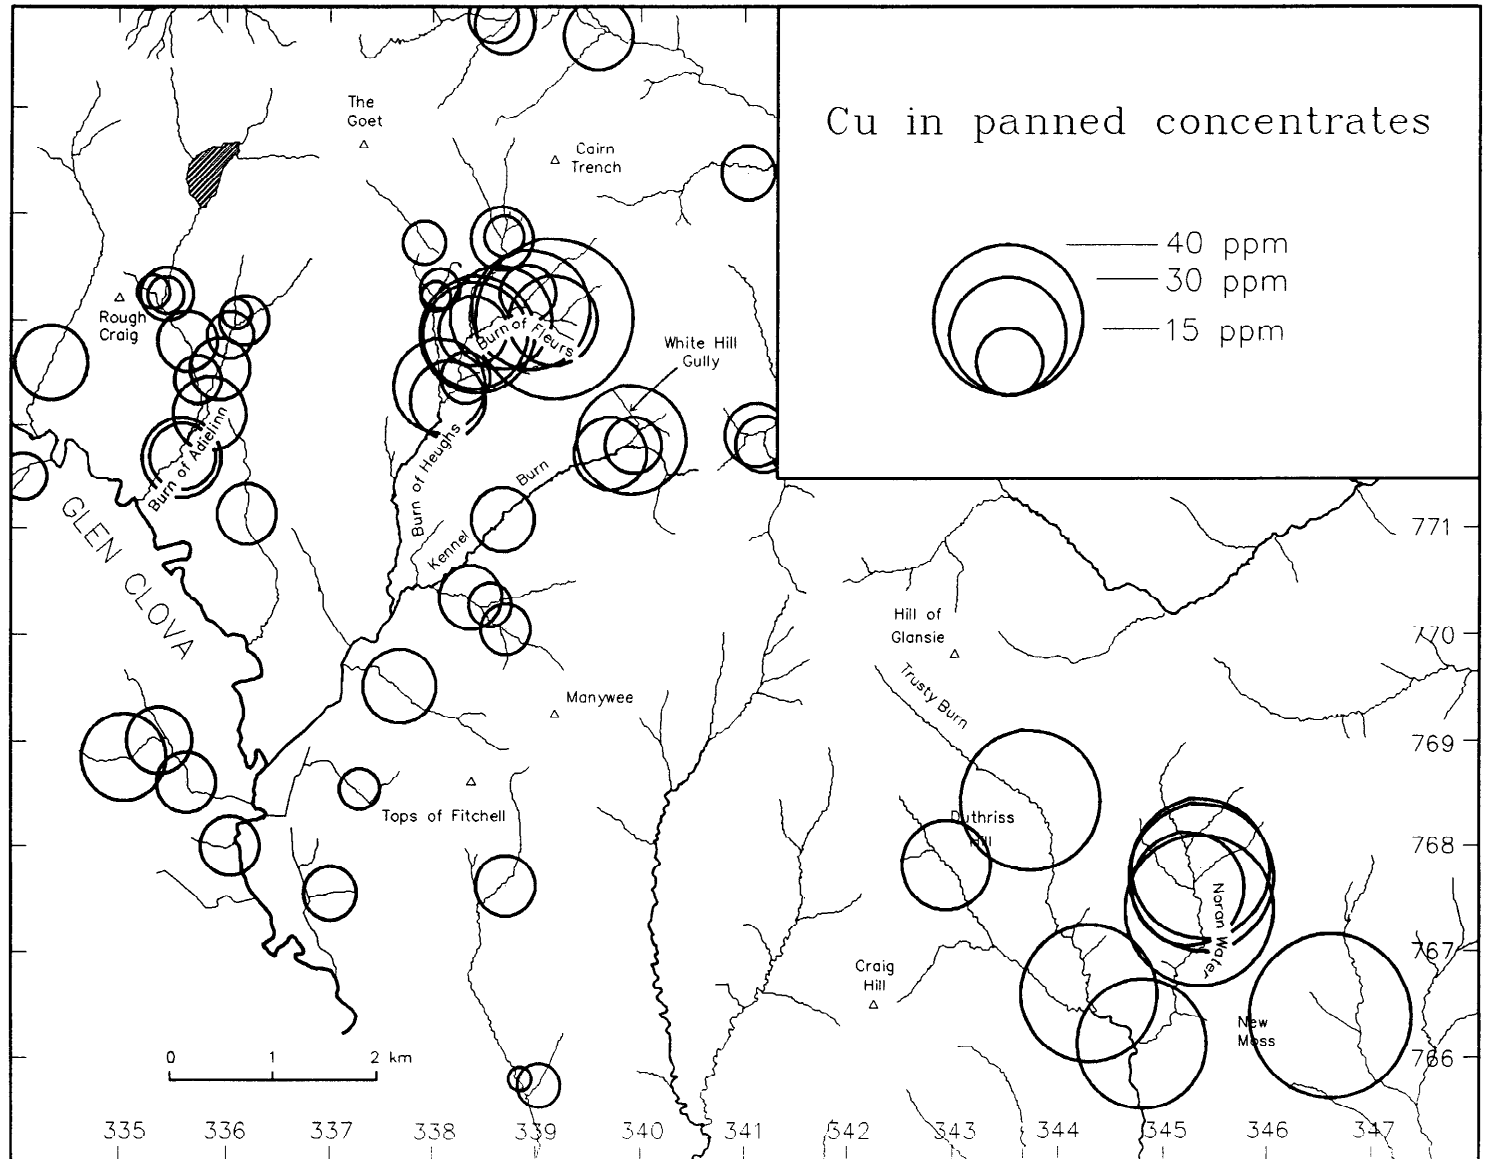 Cu in panned concentrates
40 ppm
30 ppm
15 ppm
The
Goet
Cairn
Trench
Rough
Craig
Burn of Fleurs
White Hill
Gully
Burn of Adielinn
Burn of Heughs
Kennel Burn
GLEN CLOVA
Hill of
Glansie
Trusty Burn
Manywee
Tops of Fitchell
Duthriss
Hill
Noran Water
Craig
Hill
New
Moss
771
770
769
768
767
766
0 1 2 km
335 336 337 338 339 340 341 342 343 344 345 346 347